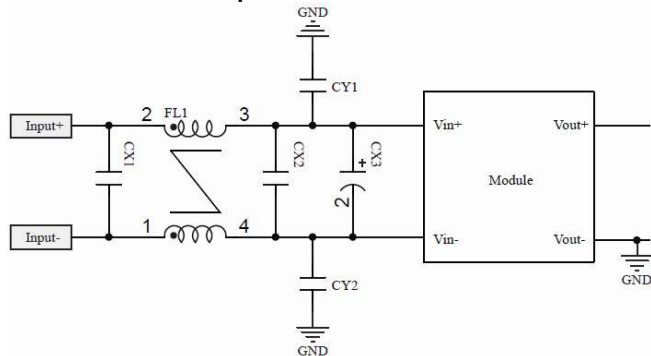 GND
CY1
Input+
2
FL1
3
CX1
CX2
+
CX3
2
Vin+
Vout+
Module
Input-
1
4
Vin-
Vout-
GND
CY2
GND